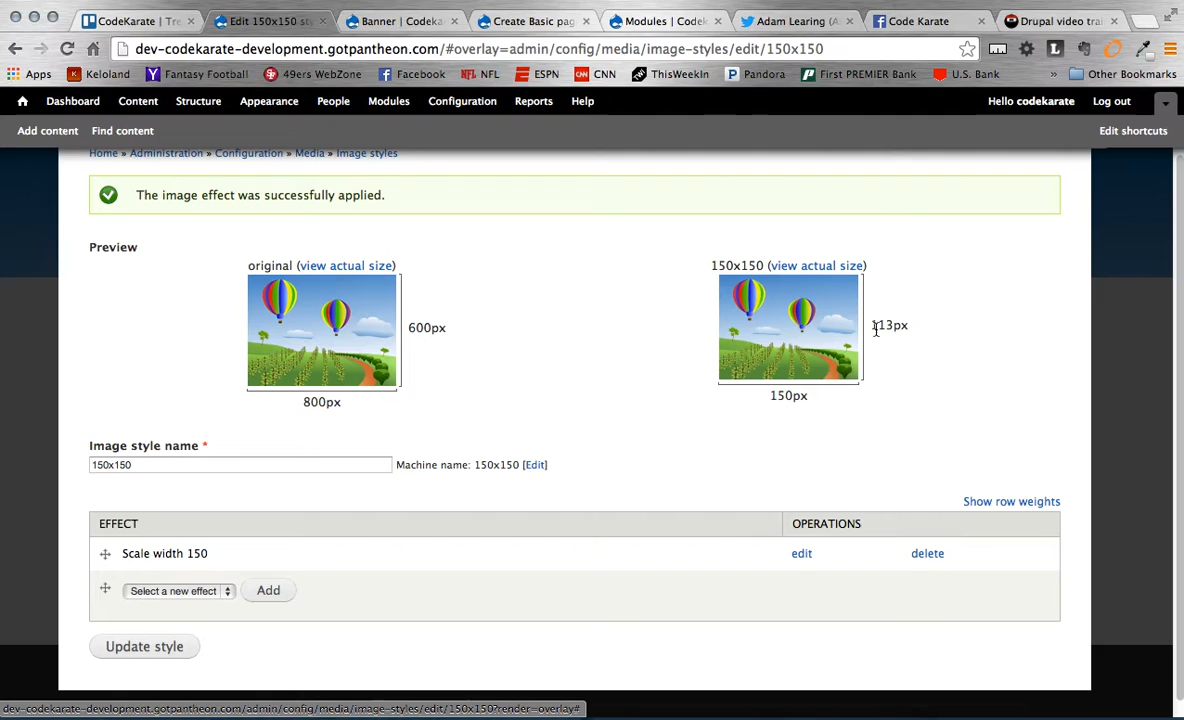 CodeKarate | Tre
Edit 150x150 sty
Banner | Codeka
Create Basic pag
Modules | Codek
Adam Learing (A
Code Karate
Drupal video trai
dev-codekarate-development.gotpantheon.com/#overlay=admin/config/media/image-styles/edit/150x150
Apps Keloland Fantasy Football 49ers WebZone Facebook NFL ESPN CNN ThisWeekIn Pandora First PREMIER Bank U.S. Bank » Other Bookmarks
Dashboard Content Structure Appearance People Modules Configuration Reports Help Hello codekarate Log out
Add content Find content Edit shortcuts
Home » Administration » Configuration » Media » Image styles
The image effect was successfully applied.
Preview
original (view actual size)
600px
800px
150x150 (view actual size)
113px
150px
Image style name *
150x150 Machine name: 150x150 [Edit]
Show row weights
EFFECT OPERATIONS
Scale width 150 edit delete
Select a new effect Add
Update style
dev-codekarate-development.gotpantheon.com/admin/config/media/image-styles/edit/150x150?render=overlay#